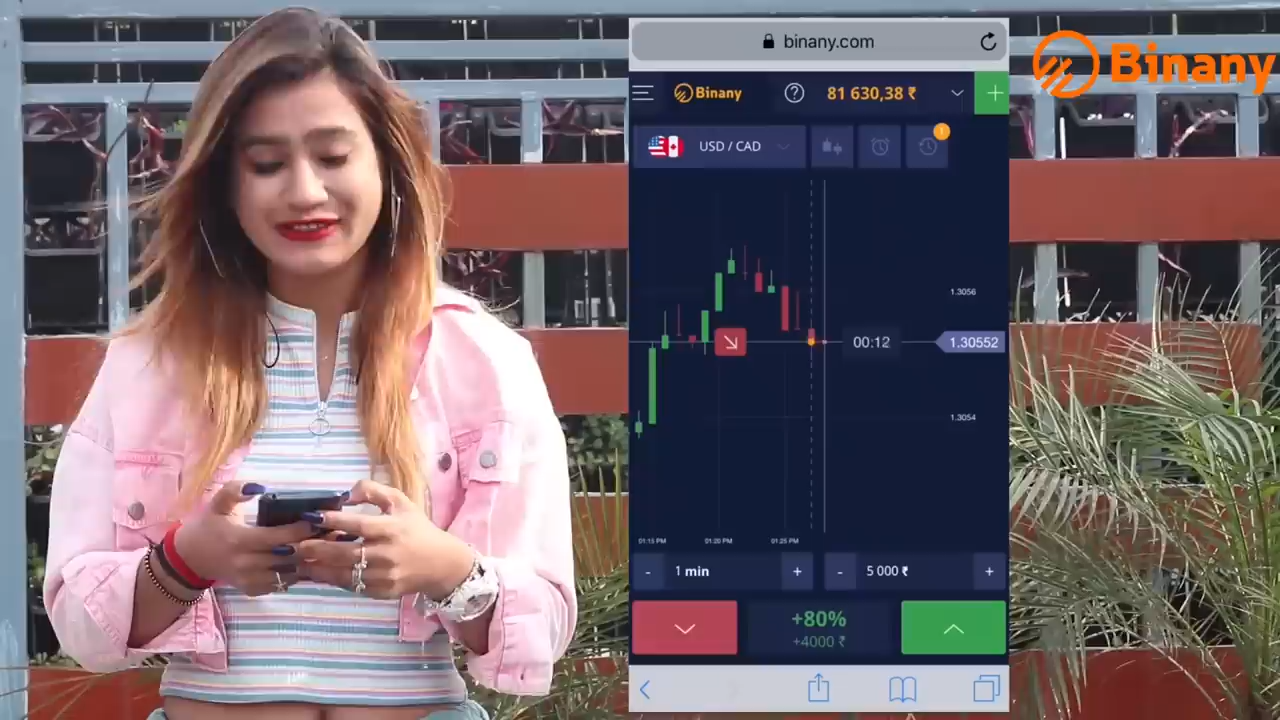 binany.com
Binany
Binany
81 630,38 ₹
USD / CAD
!
1.3056
00:12
1.30552
1.3054
01:15 PM
01:20 PM
01:25 PM
- 1 min +
- 5 000 ₹ +
+80%
+4000 ₹